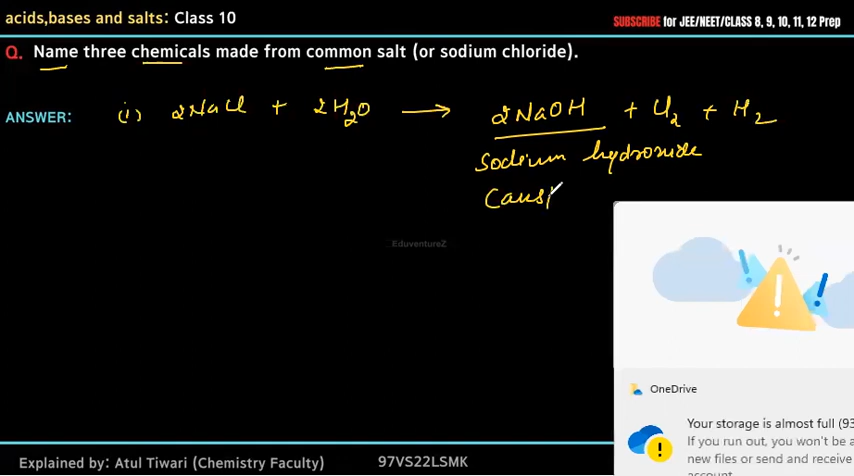 acids,bases and salts: Class 10
SUBSCRIBE for JEE/NEET/CLASS 8, 9, 10, 11, 12 Prep
Q. Name three chemicals made from common salt (or sodium chloride).
ANSWER: (i) 2NaCl + 2H₂O ⟶ 2NaOH + Cl₂ + H₂
Sodium hydroxide
Caust
EduventureZ
OneDrive
Your storage is almost full (93
If you run out, you won't be a
new files or send and receive
account.
Explained by: Atul Tiwari (Chemistry Faculty) 97VS22LSMK